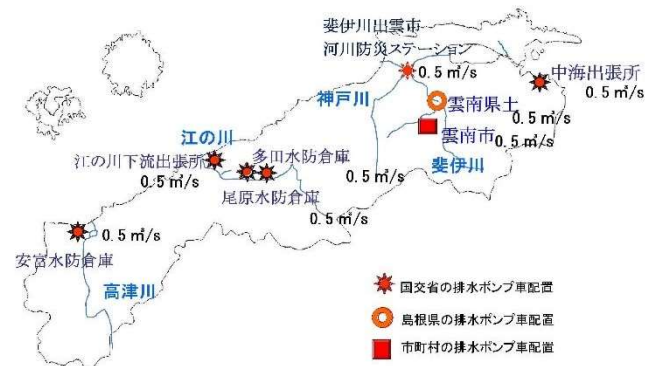 斐伊川出雲市
河川防災ステーション
0.5㎥/s
中海出張所
0.5㎥/s
神戸川
雲南県土
0.5㎥/s
雲南市
0.5㎥/s
江の川
江の川下流出張所
多田水防倉庫
斐伊川
0.5㎥/s
0.5㎥/s
尾原水防倉庫
0.5㎥/s
0.5㎥/s
安富水防倉庫
高津川
国交省の排水ポンプ車配置
島根県の排水ポンプ車配置
市町村の排水ポンプ車配置